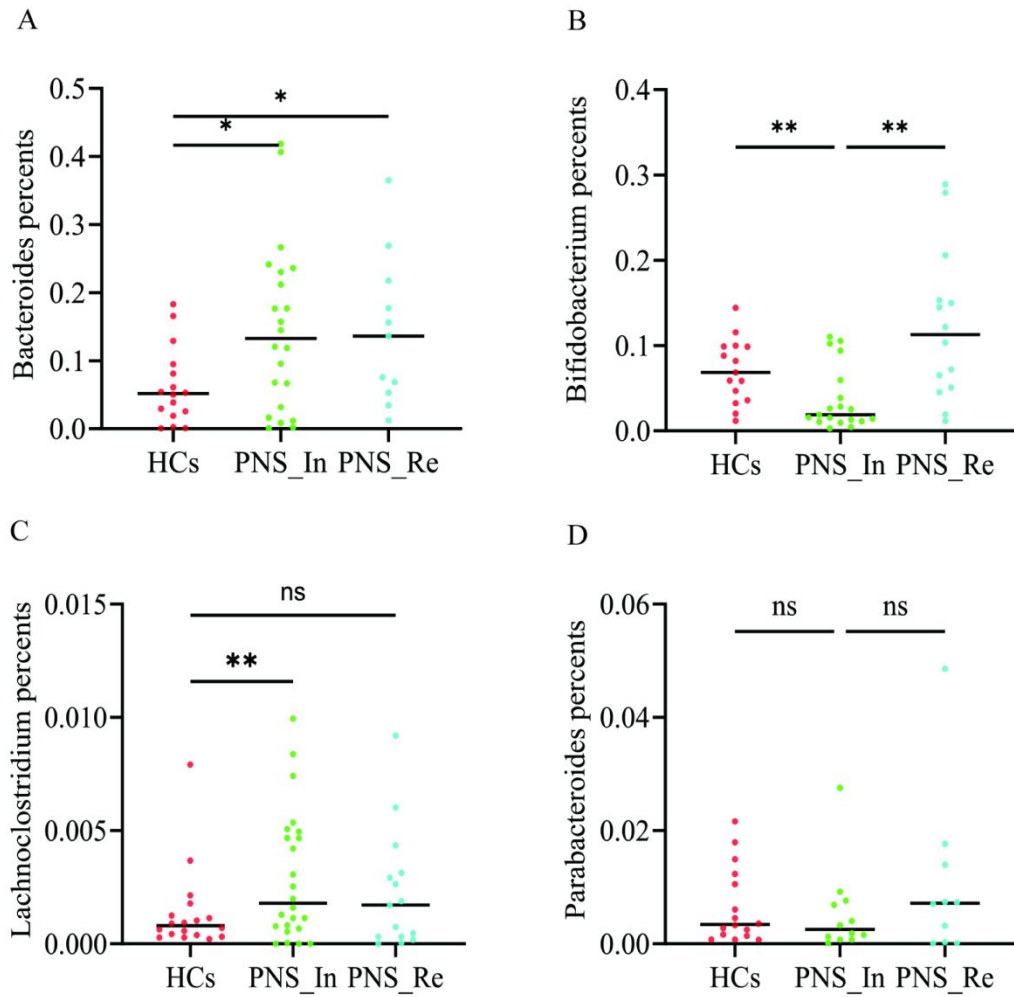 A
Bacteroides percents
0.5
0.4
0.3
0.2
0.1
0.0
*
*
HCs PNS_In PNS_Re
B
Bifidobacterium percents
0.4
0.3
0.2
0.1
0.0
** **
HCs PNS_In PNS_Re
C
Lachnoclostridium percents
0.015
0.010
0.005
0.000
ns
**
HCs PNS_In PNS_Re
D
Parabacteroides percents
0.06
0.04
0.02
0.00
ns ns
HCs PNS_In PNS_Re